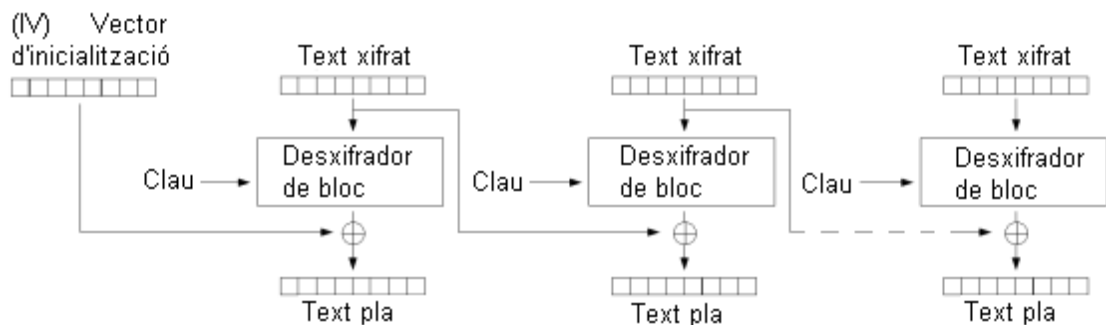 (IV) Vector
d'inicialització
Text xifrat
Text xifrat
Text xifrat
Clau
Desxifrador
de bloc
Clau
Desxifrador
de bloc
Clau
Desxifrador
de bloc
Text pla
Text pla
Text pla